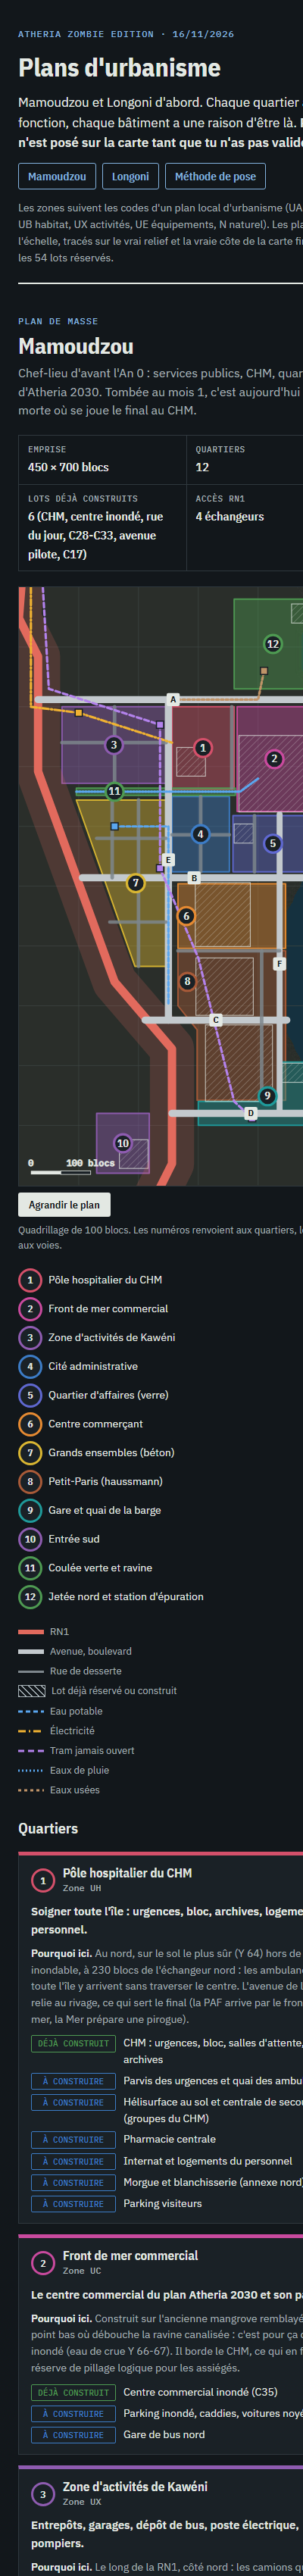 ATHERIA ZOMBIE EDITION · 16/11/2026
Plans d'urbanisme
Mamoudzou et Longoni d'abord. Chaque quartier
fonction, chaque bâtiment a une raison d'être là.
n'est posé sur la carte tant que tu n'as pas valid
Mamoudzou
Longoni
Méthode de pose
Les zones suivent les codes d'un plan local d'urbanisme (UA
UB habitat, UX activités, UE équipements, N naturel). Les pl
l'échelle, tracés sur le vrai relief et la vraie côte de la carte fi
les 54 lots réservés.
PLAN DE MASSE
Mamoudzou
Chef-lieu d'avant l'An 0 : services publics, CHM, quar
d'Atheria 2030. Tombée au mois 1, c'est aujourd'hui
morte où se joue le final au CHM.
EMPRISE
450 × 700 blocs
QUARTIERS
12
LOTS DÉJÀ CONSTRUITS
6 (CHM, centre inondé, rue
du jour, C28-C33, avenue
pilote, C17)
ACCÈS RN1
4 échangeurs
12
A
3
1
2
11
4
5
E
7
B
6
F
8
C
9
D
10
0 100 blocs
Agrandir le plan
Quadrillage de 100 blocs. Les numéros renvoient aux quartiers, l
aux voies.
1 Pôle hospitalier du CHM
2 Front de mer commercial
3 Zone d'activités de Kawéni
4 Cité administrative
5 Quartier d'affaires (verre)
6 Centre commerçant
7 Grands ensembles (béton)
8 Petit-Paris (haussmann)
9 Gare et quai de la barge
10 Entrée sud
11 Coulée verte et ravine
12 Jetée nord et station d'épuration
RN1
Avenue, boulevard
Rue de desserte
Lot déjà réservé ou construit
Eau potable
Électricité
Tram jamais ouvert
Eaux de pluie
Eaux usées
Quartiers
1 Pôle hospitalier du CHM
Zone UH
Soigner toute l'île : urgences, bloc, archives, logeme
personnel.
Pourquoi ici. Au nord, sur le sol le plus sûr (Y 64) hors de
inondable, à 230 blocs de l'échangeur nord : les ambulan
toute l'île y arrivent sans traverser le centre. L'avenue de l
relie au rivage, ce qui sert le final (la PAF arrive par le fron
mer, la Mer prépare une pirogue).
DÉJÀ CONSTRUIT CHM : urgences, bloc, salles d'attente,
archives
À CONSTRUIRE Parvis des urgences et quai des ambu
À CONSTRUIRE Hélisurface au sol et centrale de seco
(groupes du CHM)
À CONSTRUIRE Pharmacie centrale
À CONSTRUIRE Internat et logements du personnel
À CONSTRUIRE Morgue et blanchisserie (annexe nord)
À CONSTRUIRE Parking visiteurs
2 Front de mer commercial
Zone UC
Le centre commercial du plan Atheria 2030 et son pa
Pourquoi ici. Construit sur l'ancienne mangrove remblayé
point bas où débouche la ravine canalisée : c'est pour ça q
inondé (eau de crue Y 66-67). Il borde le CHM, ce qui en f
réserve de pillage logique pour les assiégés.
DÉJÀ CONSTRUIT Centre commercial inondé (C35)
À CONSTRUIRE Parking inondé, caddies, voitures noyé
À CONSTRUIRE Gare de bus nord
3 Zone d'activités de Kawéni
Zone UX
Entrepôts, garages, dépôt de bus, poste électrique,
pompiers.
Pourquoi ici. Le long de la RN1, côté nord : les camions q